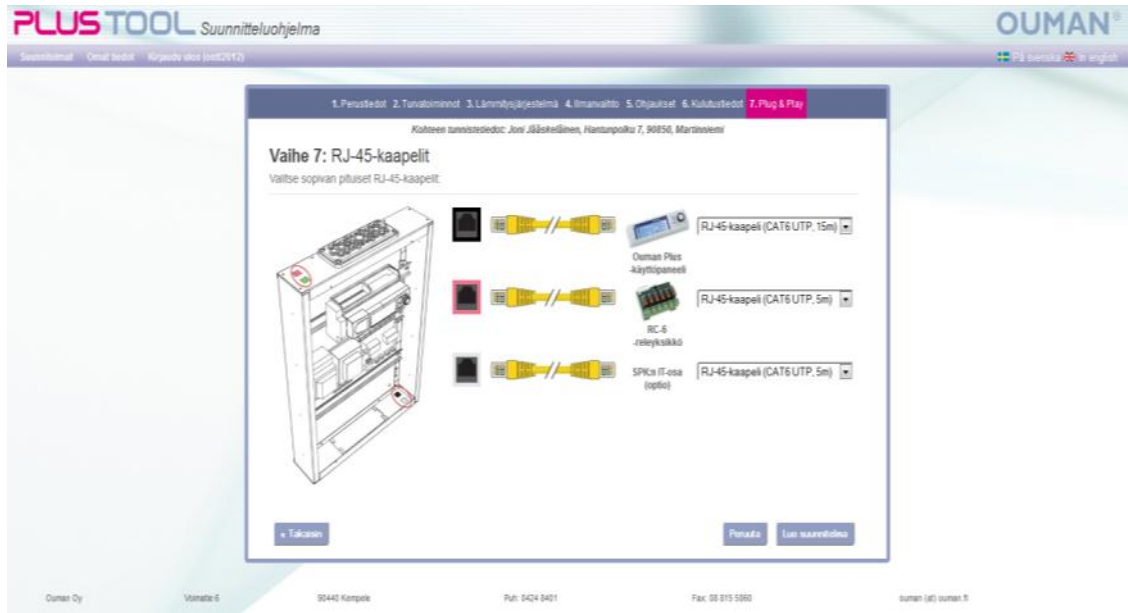 PLUSTOOL Suunnitteluohjelma
OUMAN®
Suunnitelmat Omat tiedot Kirjaudu ulos (ostt2012)
På svenska In english
1. Perustiedot 2. Turvatoiminnot 3. Lämmitysjärjestelmä 4. Ilmanvaihto 5. Ohjaukset 6. Kulutustiedot 7. Plug & Play
Kohteen tunnistetiedot: Joni Jääskeläinen, Hantunpolku 7, 90850, Martinniemi
Vaihe 7: RJ-45-kaapelit
Valitse sopivan pituiset RJ-45-kaapelit:
RJ-45-kaapeli (CAT6 UTP, 15m)
Ouman Plus
-käyttöpaneeli
RJ-45-kaapeli (CAT6 UTP, 5m)
RC-6
-releyksikkö
SPK:n IT-osa
(optio)
RJ-45-kaapeli (CAT6 UTP, 5m)
« Takaisin
Peruuta
Luo suunnitelma
Ouman Oy
Voimatie 6
90440 Kempele
Puh: 0424 8401
Fax: 08 815 5060
ouman (at) ouman.fi